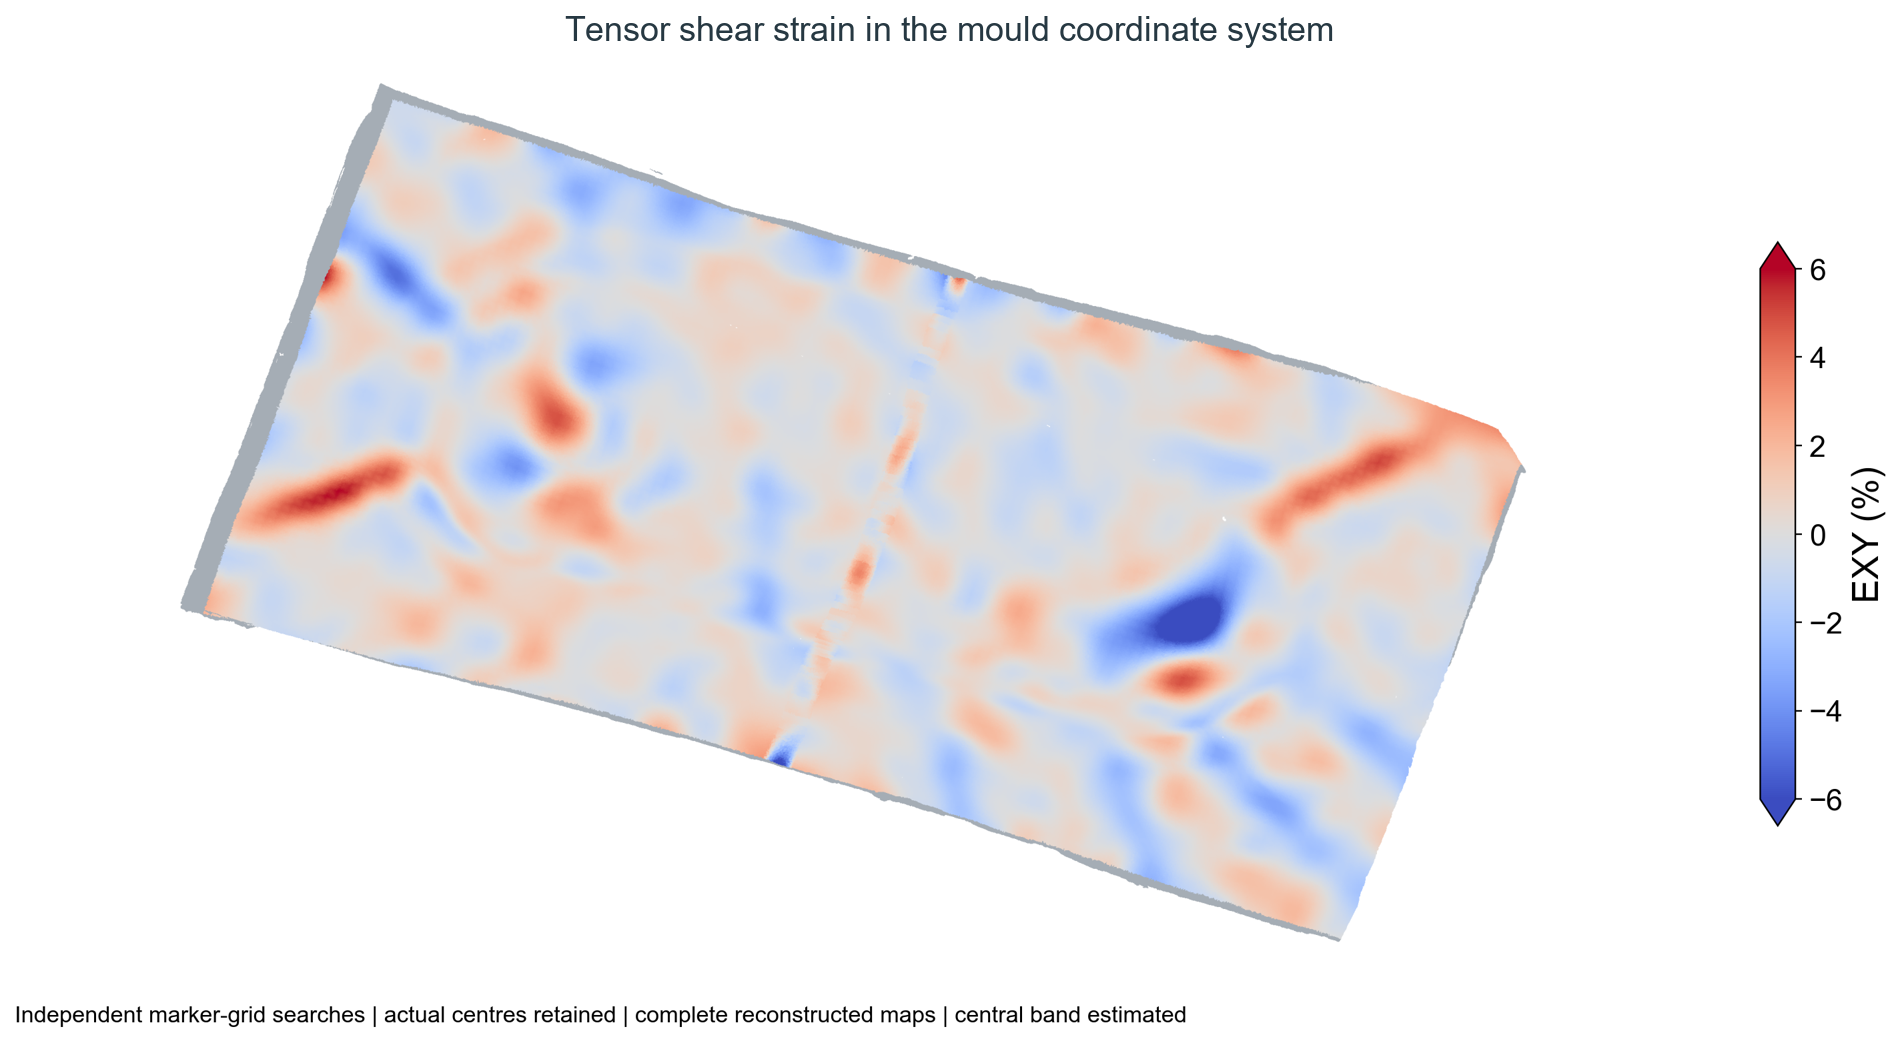 Tensor shear strain in the mould coordinate system
6
4
2
0
−2
−4
−6
EXY (%)
Independent marker-grid searches | actual centres retained | complete reconstructed maps | central band estimated